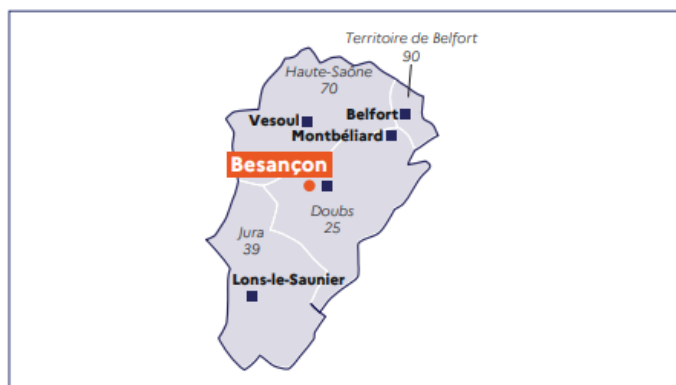 Territoire de Belfort
90
Haute-Saône
70
Belfort
Vesoul
Montbéliard
Besançon
Doubs
25
Jura
39
Lons-le-Saunier